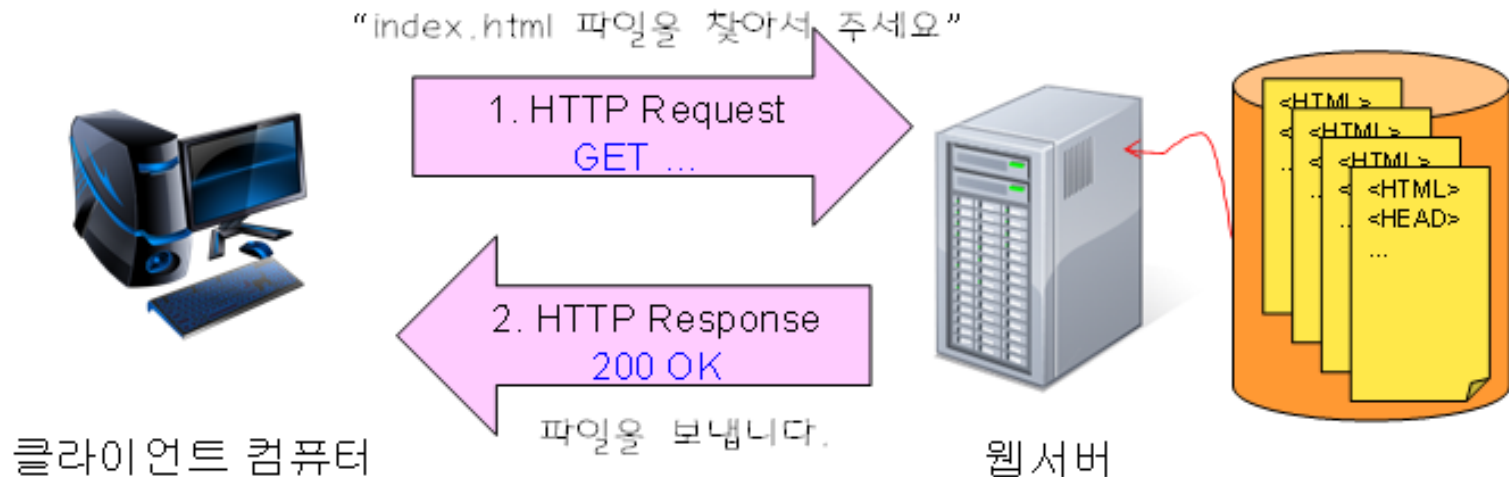 “index.html 파일을 찾아서 주세요”
1. HTTP Request
GET ...
2. HTTP Response
200 OK
파일을 보냅니다.
클라이언트 컴퓨터
웹서버
<HTML>
<
..
<HTML>
<
..
<HTML>
<
..
<HTML>
<HEAD>
...